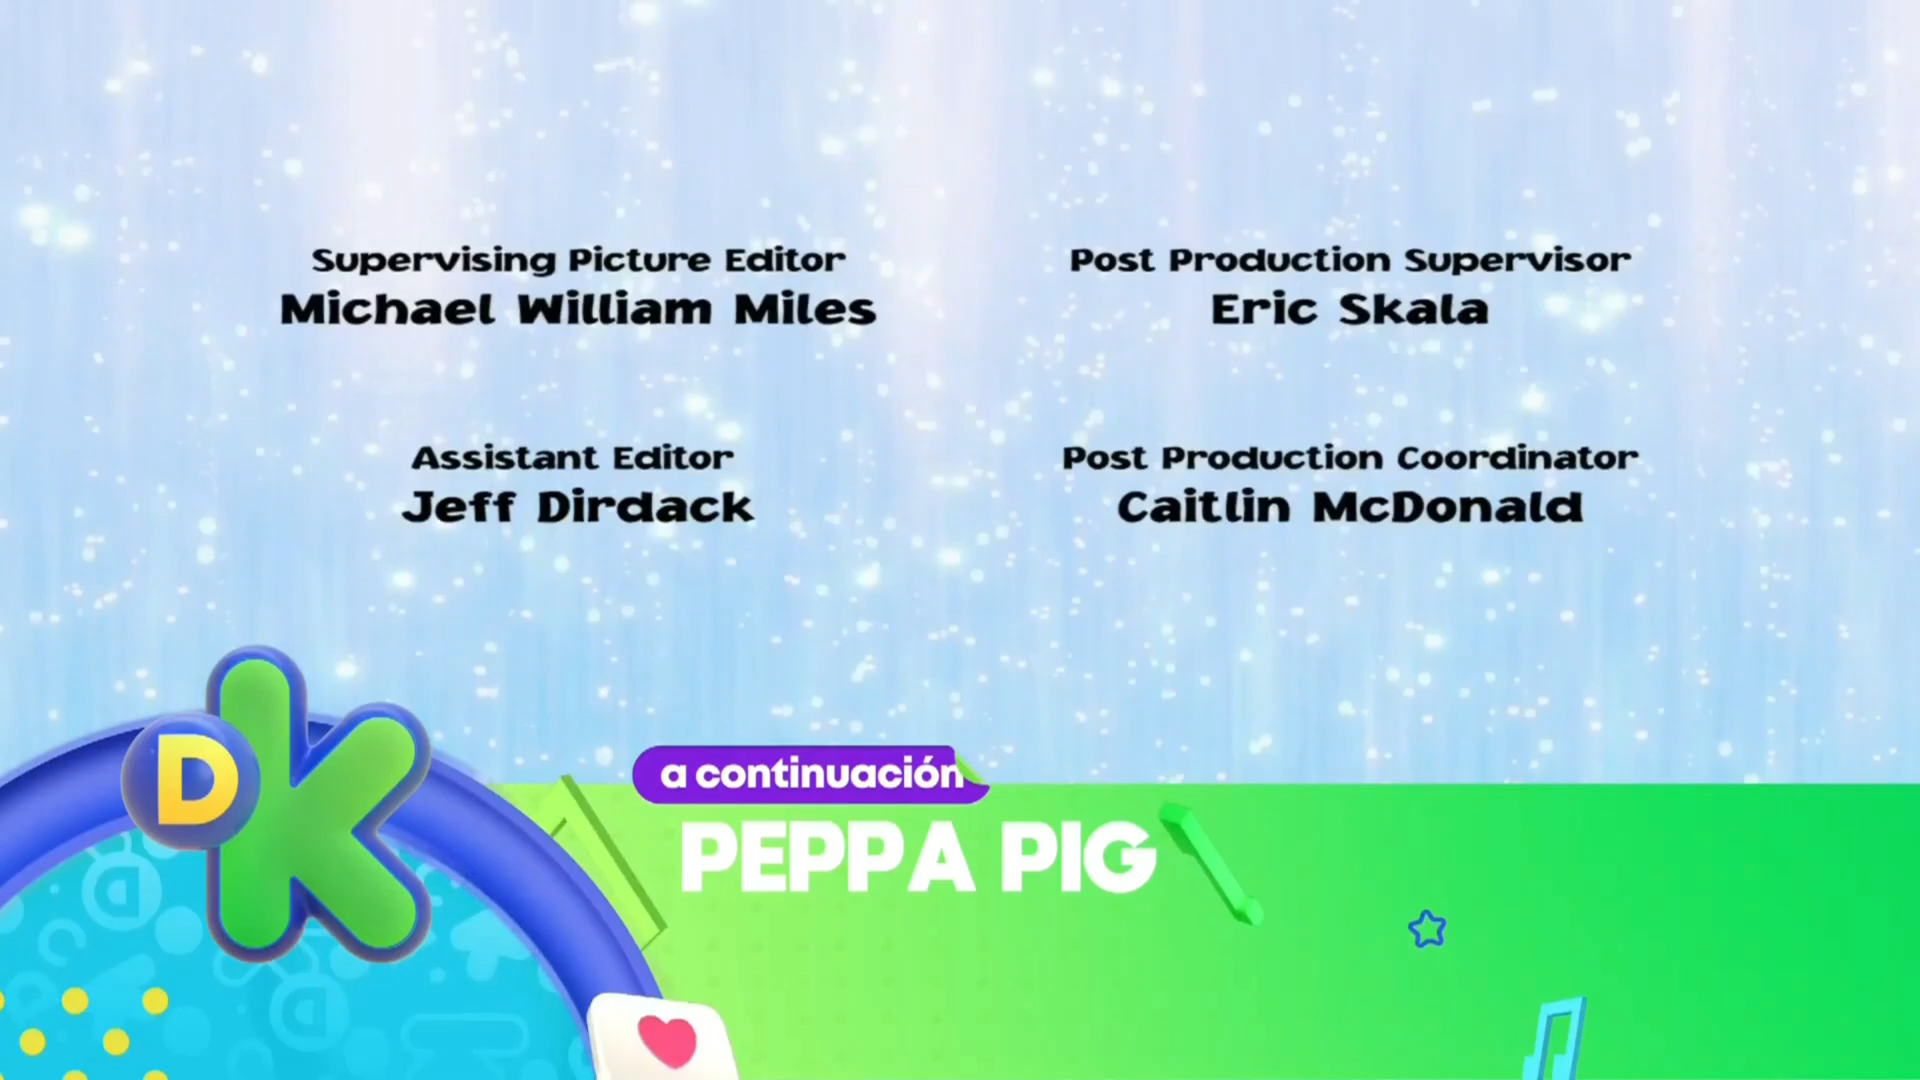 Supervising Picture Editor
Michael William Miles
Post Production Supervisor
Eric Skala
Assistant Editor
Jeff Dirdack
Post Production Coordinator
Caitlin McDonald
DK
a continuación
PEPPA PIG